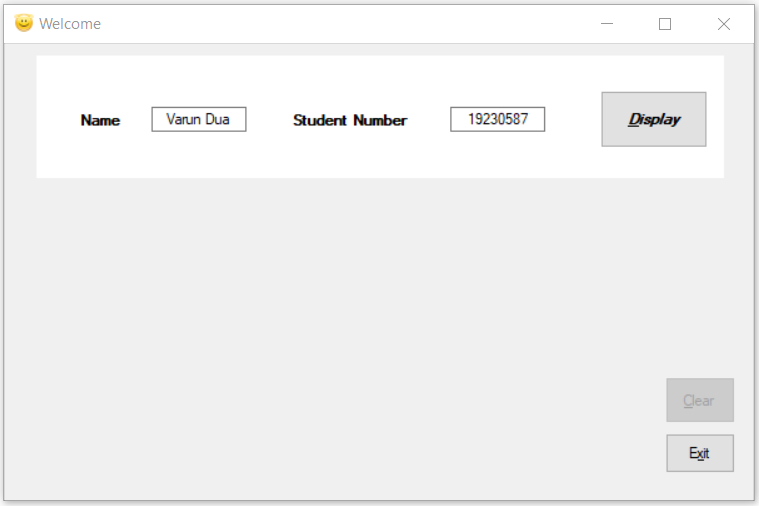 Welcome
Name Varun Dua Student Number 19230587 Display
Clear
Exit